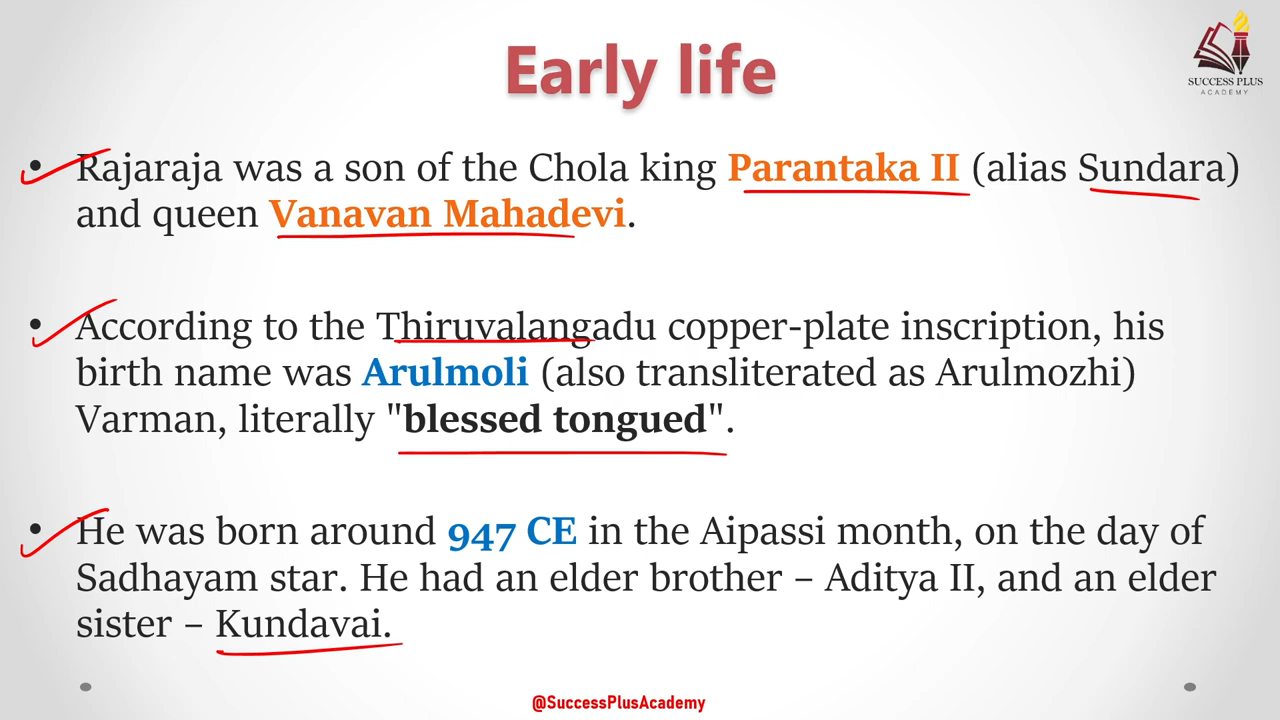 Early life
SUCCESS PLUS
ACADEMY
• Rajaraja was a son of the Chola king Parantaka II (alias Sundara)
and queen Vanavan Mahadevi.
• According to the Thiruvalangadu copper-plate inscription, his
birth name was Arulmoli (also transliterated as Arulmozhi)
Varman, literally "blessed tongued".
• He was born around 947 CE in the Aipassi month, on the day of
Sadhayam star. He had an elder brother – Aditya II, and an elder
sister – Kundavai.
@SuccessPlusAcademy